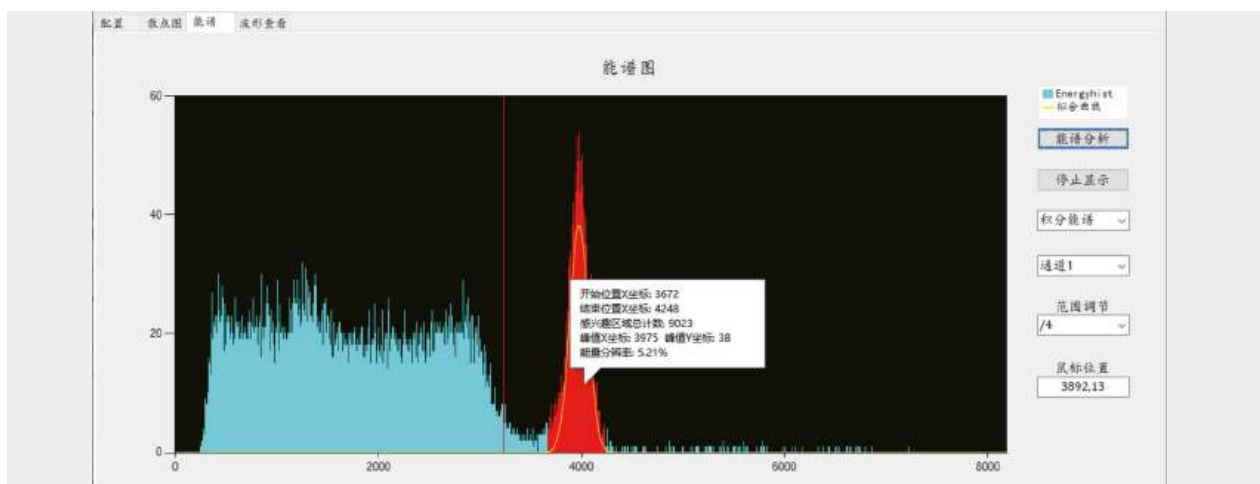 配置 散点图 能谱 波形查看
能谱图
60
40
20
0
0 2000 4000 6000 8000
开始位置X坐标: 3672
结束位置X坐标: 4248
感兴趣区域总计数: 9023
峰值X坐标: 3975 峰值Y坐标: 38
能量分辨率: 5.21%
Energyhist
拟合曲线
能谱分析
停止显示
积分能谱
通道1
范围调节
/4
鼠标位置
3892,13